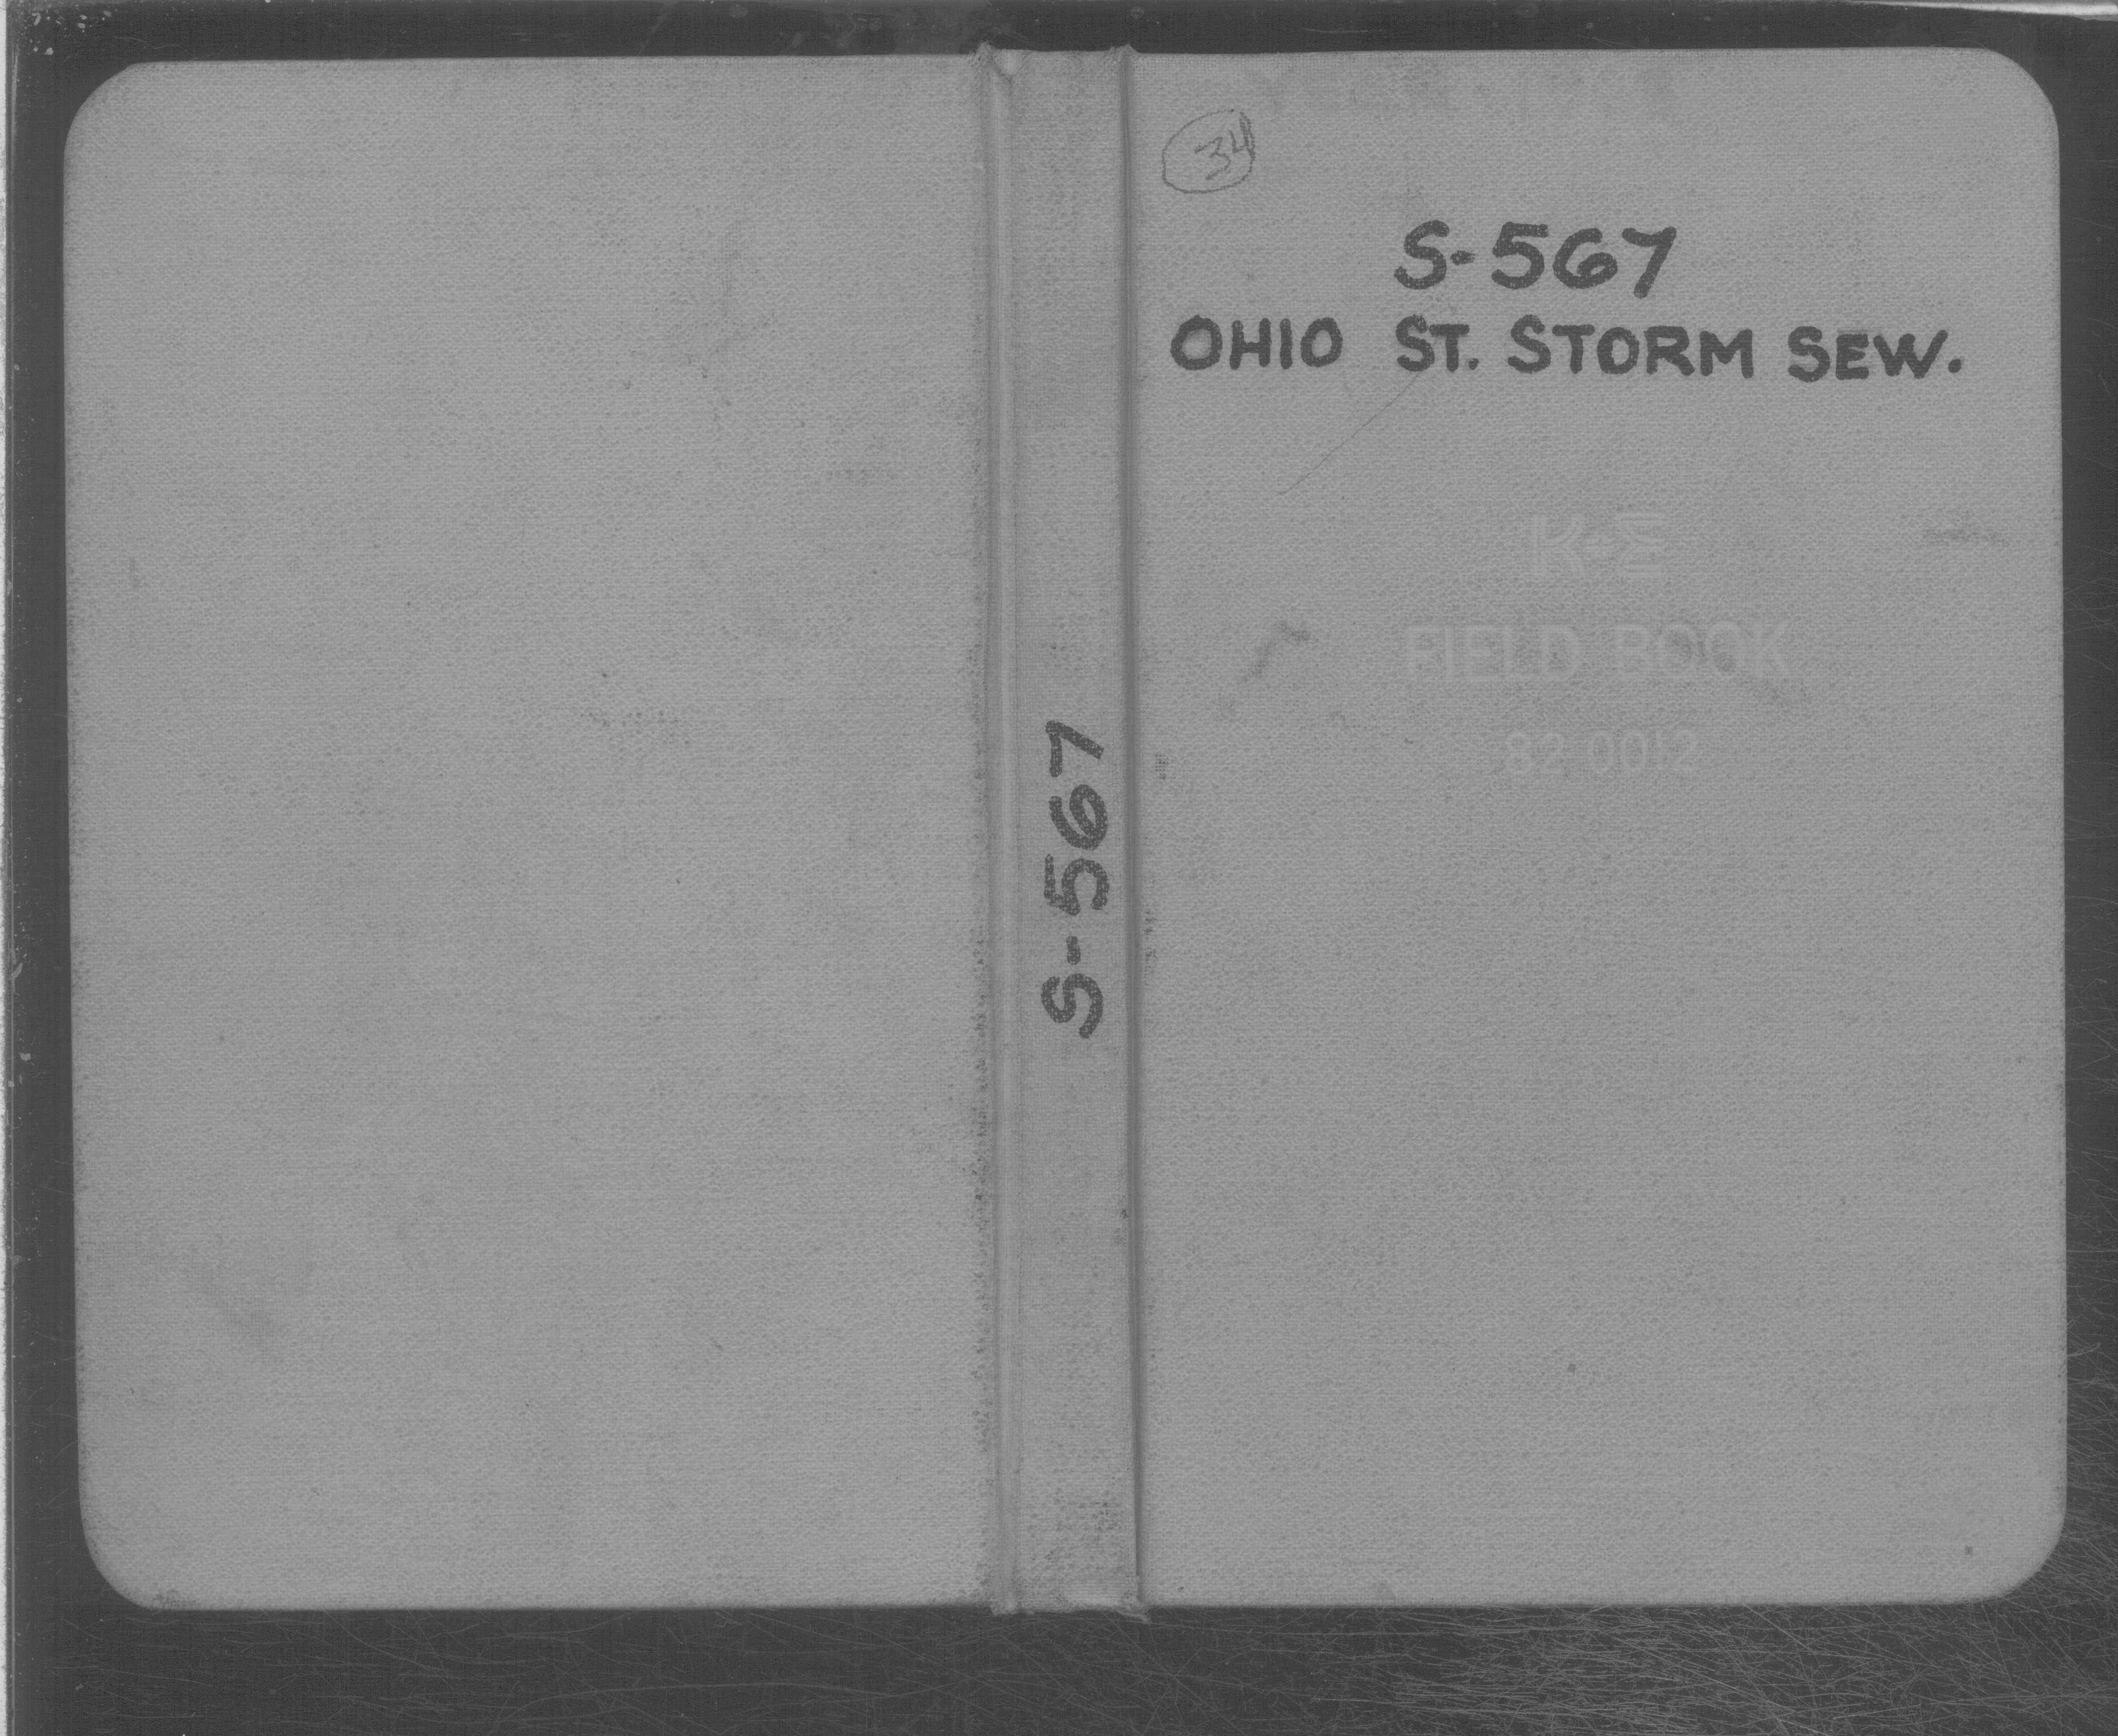 34
S-567
OHIO ST. STORM SEW.
K+E
FIELD BOOK
82 0012
S-567